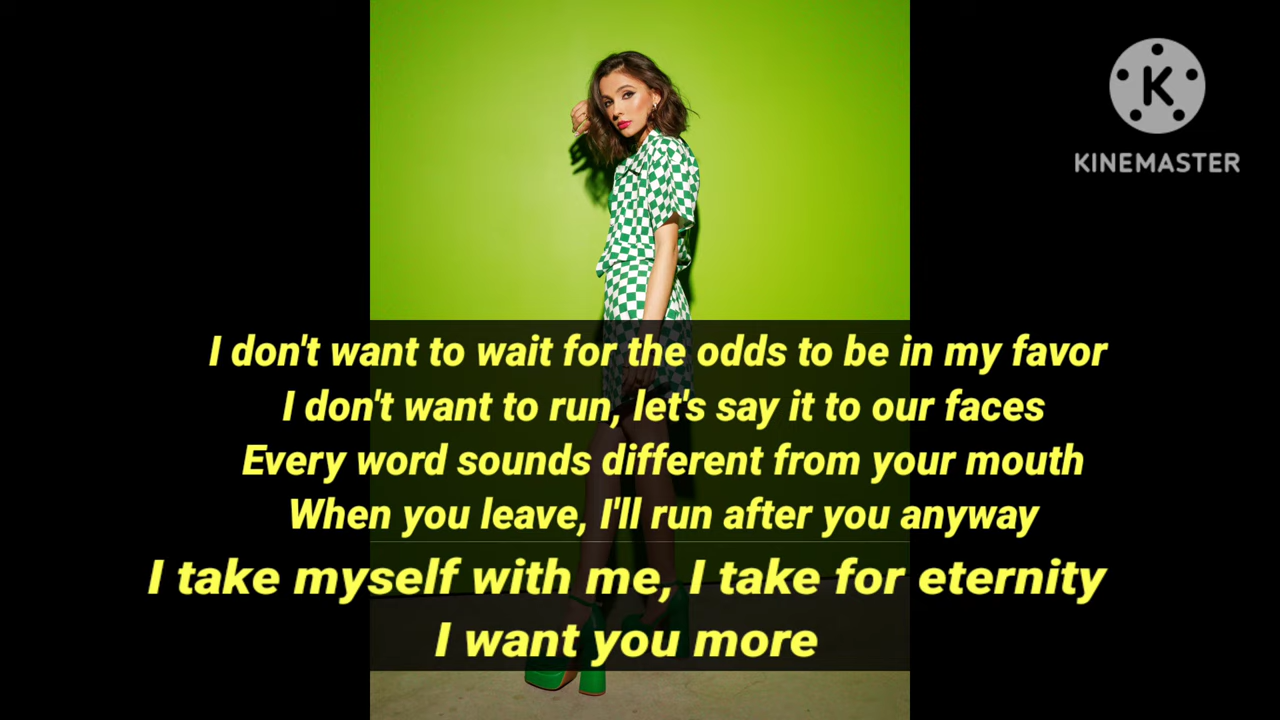 KINEMASTER
I don't want to wait for the odds to be in my favor
I don't want to run, let's say it to our faces
Every word sounds different from your mouth
When you leave, I'll run after you anyway
I take myself with me, I take for eternity
I want you more